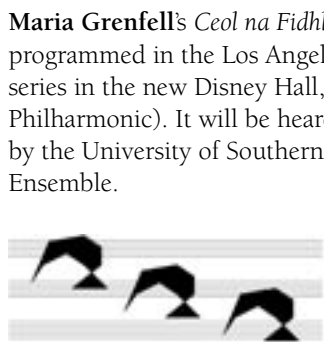 Maria Grenfell's Ceol na Fidhl
programmed in the Los Angel
series in the new Disney Hall,
Philharmonic). It will be hear
by the University of Southern
Ensemble.